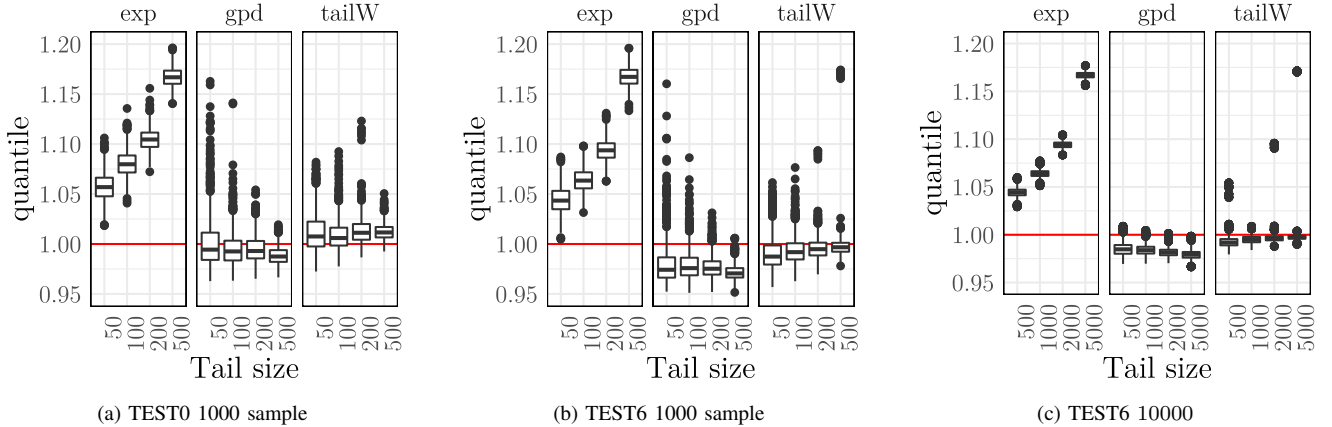 exp gpd tailW
1.20
1.15
1.10
1.05
1.00
0.95
quantile
50 100 200 500 50 100 200 500 50 100 200 500
Tail size
(a) TEST0 1000 sample
exp gpd tailW
1.20
1.15
1.10
1.05
1.00
0.95
quantile
50 100 200 500 50 100 200 500 50 100 200 500
Tail size
(b) TEST6 1000 sample
exp gpd tailW
1.20
1.15
1.10
1.05
1.00
0.95
quantile
500 1000 2000 5000 500 1000 2000 5000 500 1000 2000 5000
Tail size
(c) TEST6 10000